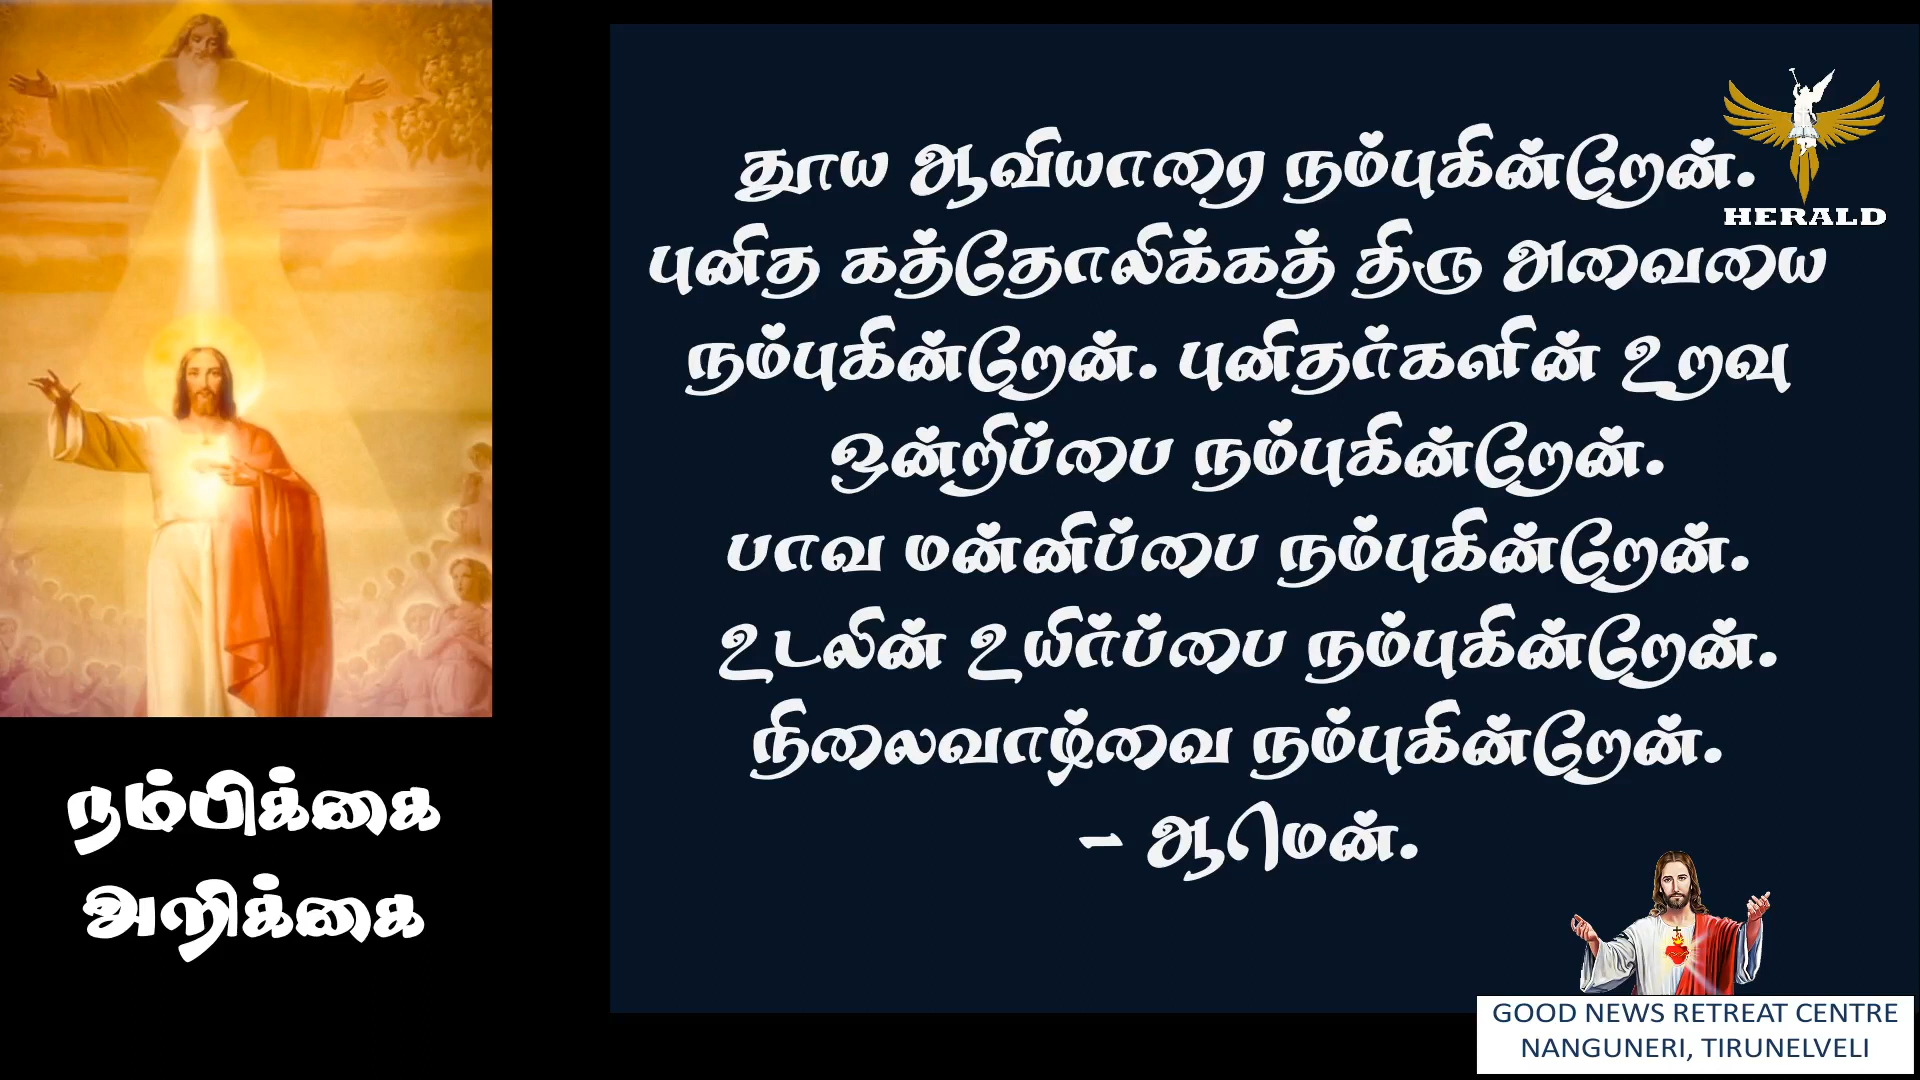 தூய ஆவியாரை நம்புகின்றேன்.
புனித கத்தோலிக்கத் திரு அவையை
நம்புகின்றேன். புனிதர்களின் உறவு
ஒன்றிப்பை நம்புகின்றேன்.
பாவ மன்னிப்பை நம்புகின்றேன்.
உடலின் உயிர்ப்பை நம்புகின்றேன்.
நிலைவாழ்வை நம்புகின்றேன்.
- ஆமென்.
HERALD
நம்பிக்கை
அறிக்கை
GOOD NEWS RETREAT CENTRE
NANGUNERI, TIRUNELVELI